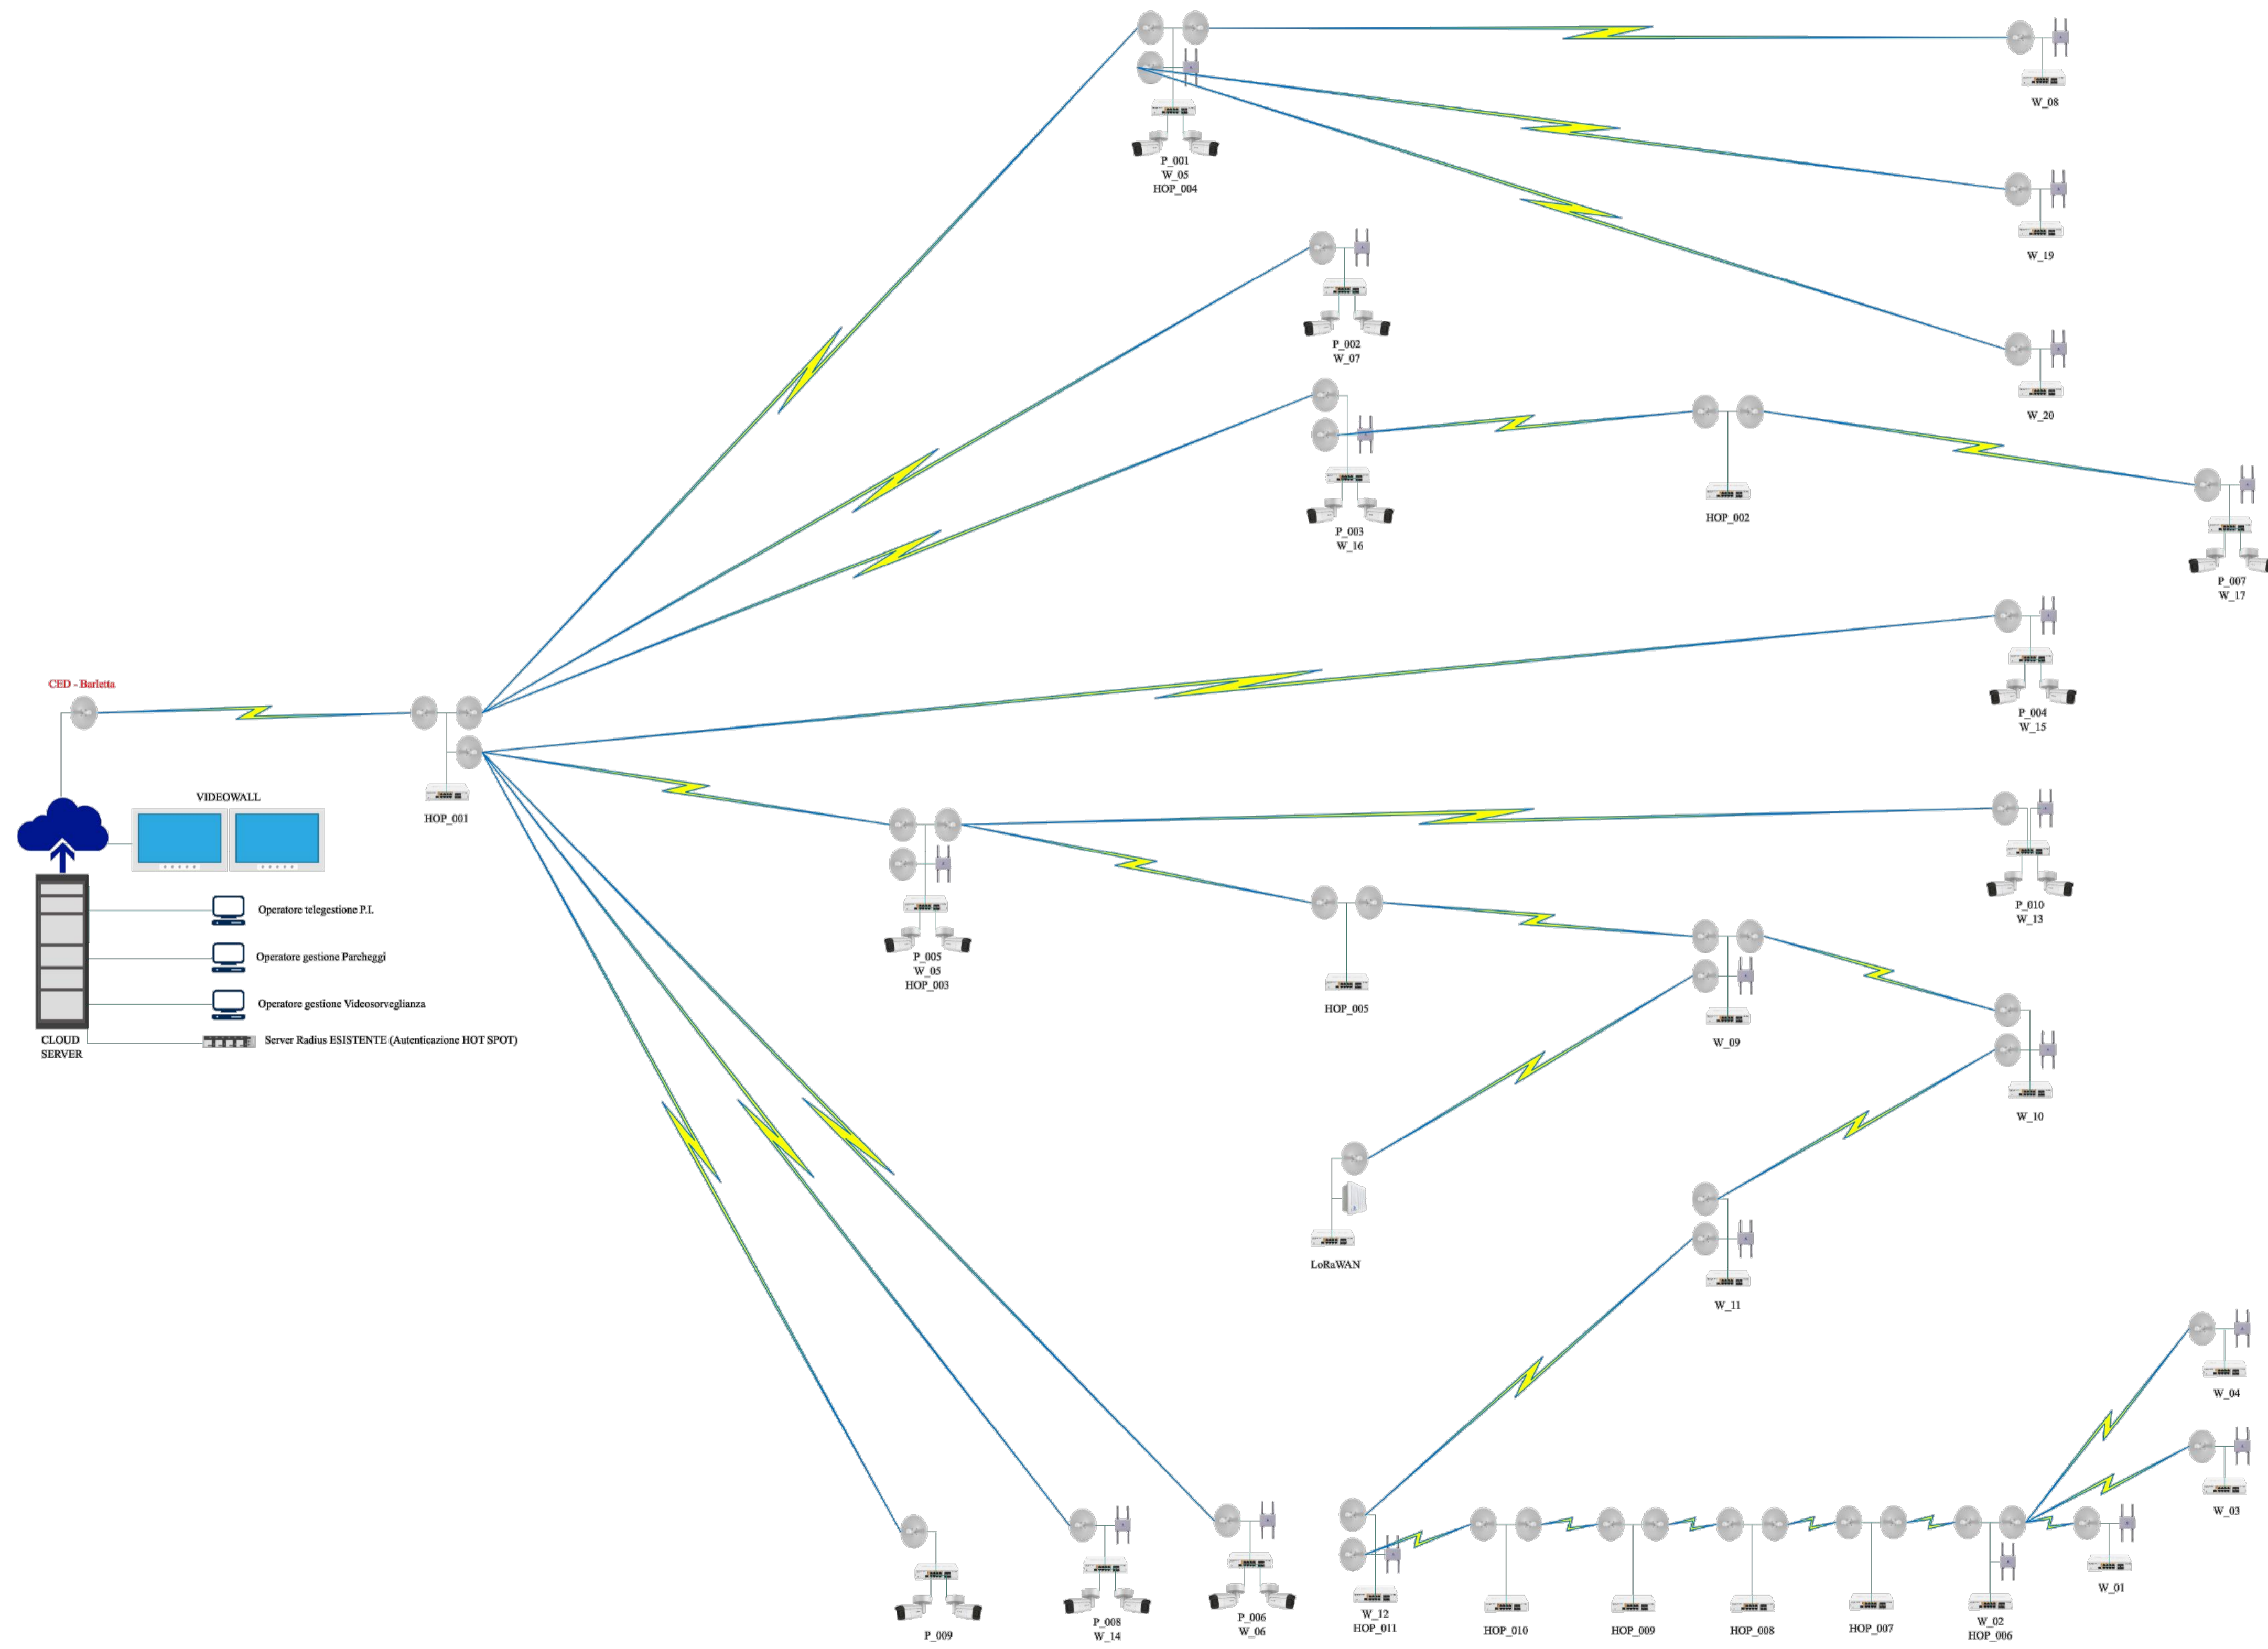 W_08
P_001
W_05
HOP_004
W_19
P_002
W_07
W_20
HOP_002
P_003
W_16
P_007
W_17
CED - Barletta
P_004
W_15
VIDEOWALL
HOP_001
Operatore telegestione P.I.
P_010
W_13
Operatore gestione Parcheggi
P_005
W_05
HOP_003
Operatore gestione Videosorveglianza
HOP_005
CLOUD
SERVER
Server Radius ESISTENTE (Autenticazione HOT SPOT)
W_09
W_10
LoRaWAN
W_11
W_04
W_03
W_01
P_009
P_008
W_14
P_006
W_06
W_12
HOP_011
HOP_010
HOP_009
HOP_008
HOP_007
W_02
HOP_006